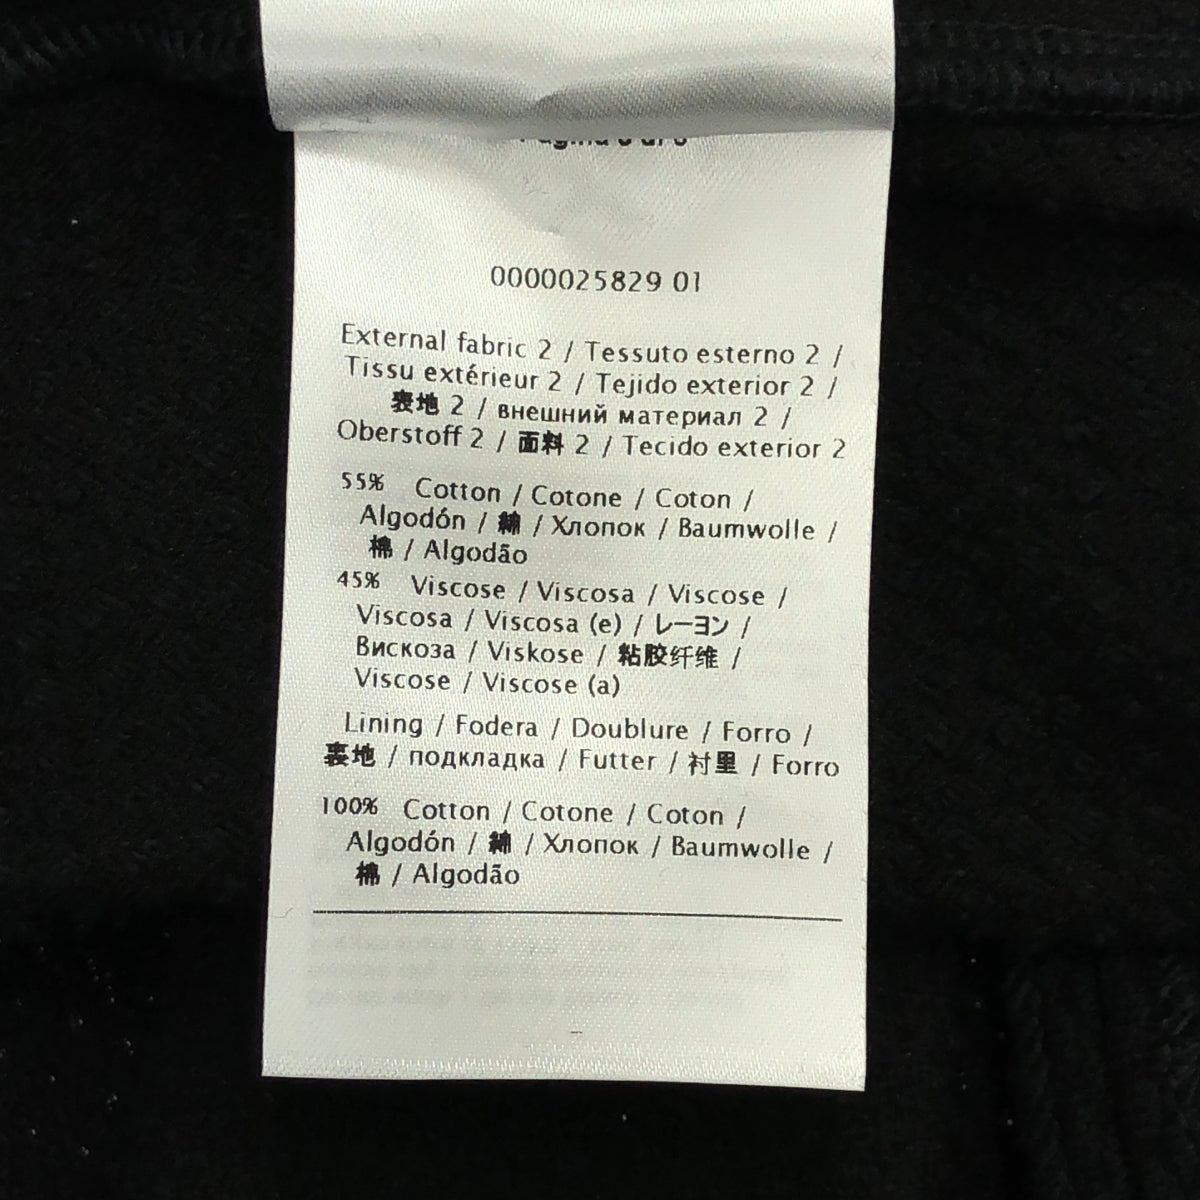 0000025829 01
External fabric 2 / Tessuto esterno 2 /
Tissu extérieur 2 / Tejido exterior 2 /
表地 2 / внешний материал 2 /
Oberstoff 2 / 面料 2 / Tecido exterior 2
55% Cotton / Cotone / Coton /
Algodón / 綿 / Хлопок / Baumwolle /
棉 / Algodão
45% Viscose / Viscosa / Viscose /
Viscosa / Viscosa (e) / レーヨン /
Вискоза / Viskose / 粘胶纤维 /
Viscose / Viscose (a)
Lining / Fodera / Doublure / Forro /
裏地 / подкладка / Futter / 衬里 / Forro
100% Cotton / Cotone / Coton /
Algodón / 綿 / Хлопок / Baumwolle /
棉 / Algodão